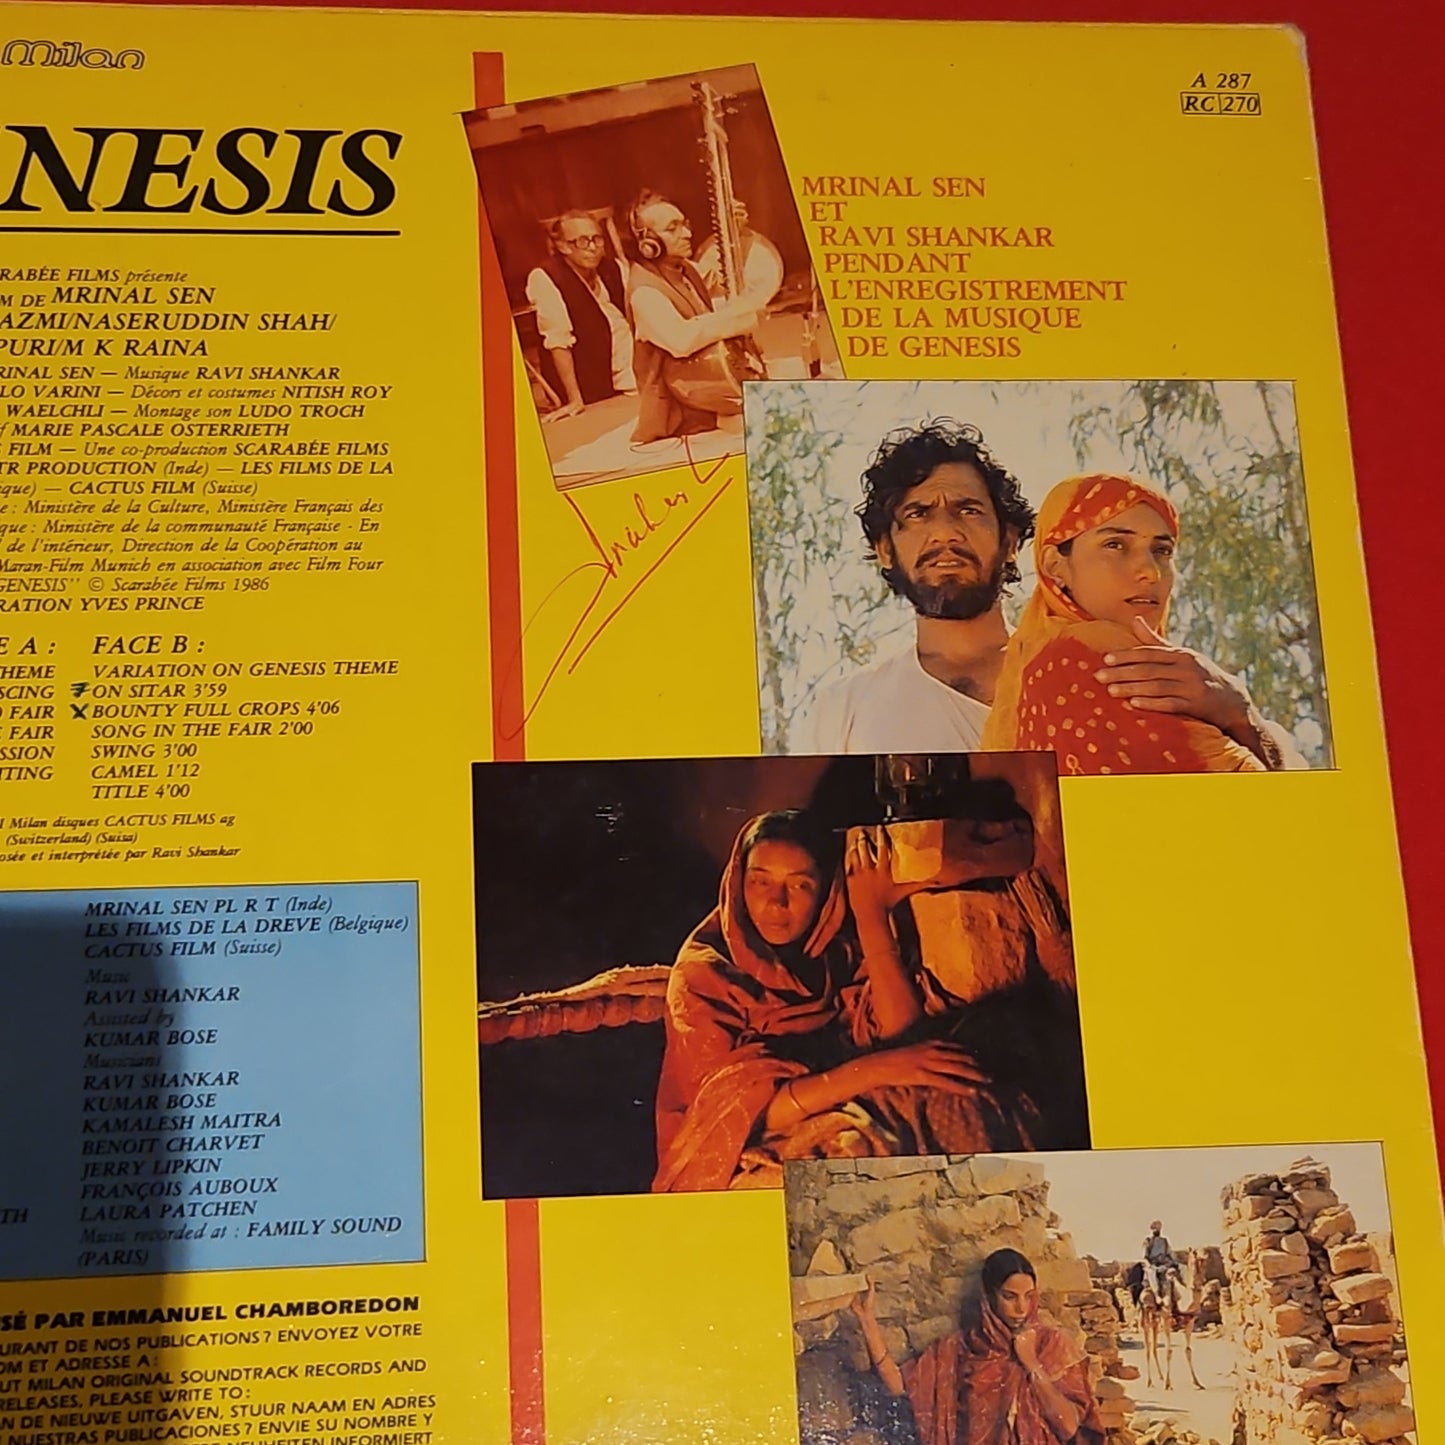 Milan
NESIS
RABÉE FILMS présente
M DE MRINAL SEN
AZMI/NASERUDDIN SHAH/
PURI/M K RAINA
RINAL SEN — Musique RAVI SHANKAR
LO VARINI — Décors et costumes NITISH ROY
WAELCHLI — Montage son LUDO TROCH
f MARIE PASCALE OSTERRIETH
FILM — Une co-production SCARABÉE FILMS
TR PRODUCTION (Inde) — LES FILMS DE LA
ique) — CACTUS FILM (Suisse)
e : Ministère de la Culture, Ministère Français des
que : Ministère de la communauté Française - En
de l'intérieur, Direction de la Coopération au
Maran-Film Munich en association avec Film Four
GENESIS" © Scarabée Films 1986
RATION YVES PRINCE
E A :
THEME
SCING
FAIR
FAIR
SSION
TING
FACE B :
VARIATION ON GENESIS THEME
ON SITAR 3'59
X BOUNTY FULL CROPS 4'06
SONG IN THE FAIR 2'00
SWING 3'00
CAMEL 1'12
TITLE 4'00
Milan disques CACTUS FILMS ag
(Switzerland) (Suisa)
osée et interprétée par Ravi Shankar
MRINAL SEN PL R T (Inde)
LES FILMS DE LA DREVE (Belgique)
CACTUS FILM (Suisse)
Music
RAVI SHANKAR
Assisted by
KUMAR BOSE
Musicians
RAVI SHANKAR
KUMAR BOSE
KAMALESH MAITRA
BENOIT CHARVET
JERRY LIPKIN
FRANÇOIS AUBOUX
TH LAURA PATCHEN
Music recorded at : FAMILY SOUND
(PARIS)
SÉ PAR EMMANUEL CHAMBOREDON
URANT DE NOS PUBLICATIONS ? ENVOYEZ VOTRE
OM ET ADRESSE A :
UT MILAN ORIGINAL SOUNDTRACK RECORDS AND
RELEASES, PLEASE WRITE TO :
AN DE NIEUWE UITGAVEN, STUUR NAAM EN ADRES
NUESTRAS PUBLICACIONES ? ENVIE SU NOMBRE Y
NEUHEITEN INFORMIERT
A 287
RC 270
MRINAL SEN
ET
RAVI SHANKAR
PENDANT
L'ENREGISTREMENT
DE LA MUSIQUE
DE GENESIS